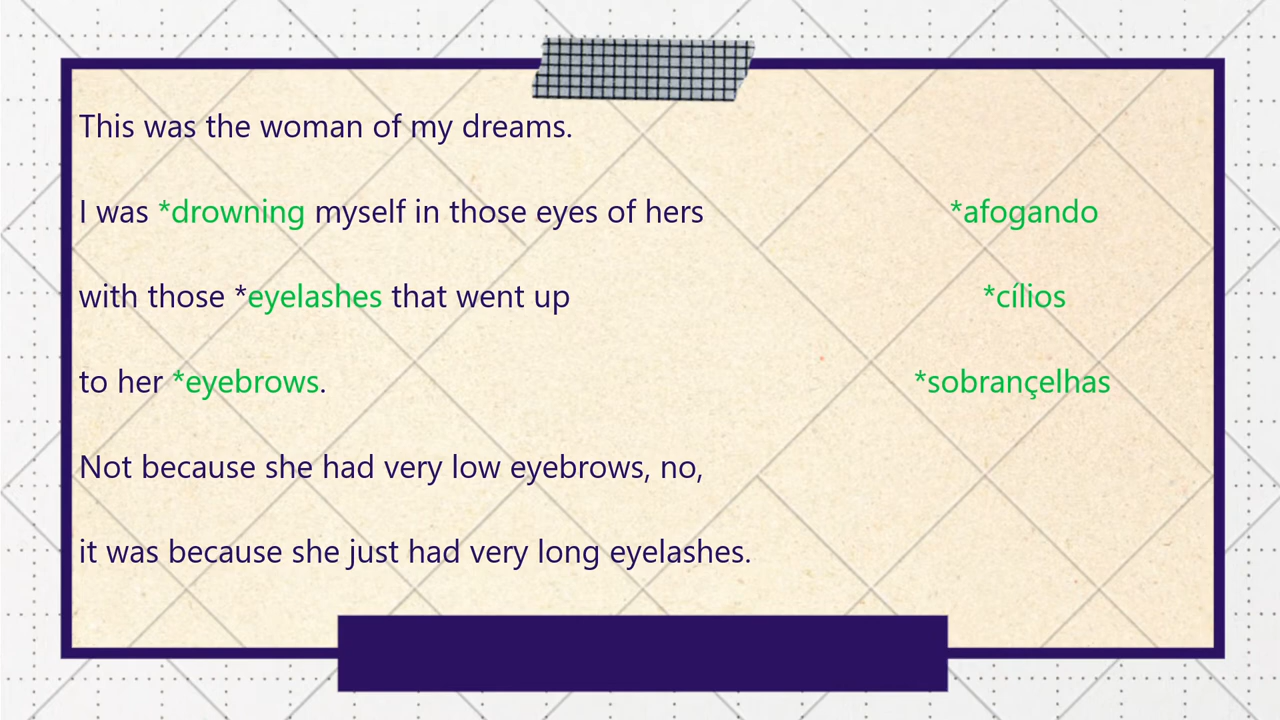 This was the woman of my dreams.
I was *drowning myself in those eyes of hers *afogando
with those *eyelashes that went up *cílios
to her *eyebrows. *sobrançelhas
Not because she had very low eyebrows, no,
it was because she just had very long eyelashes.